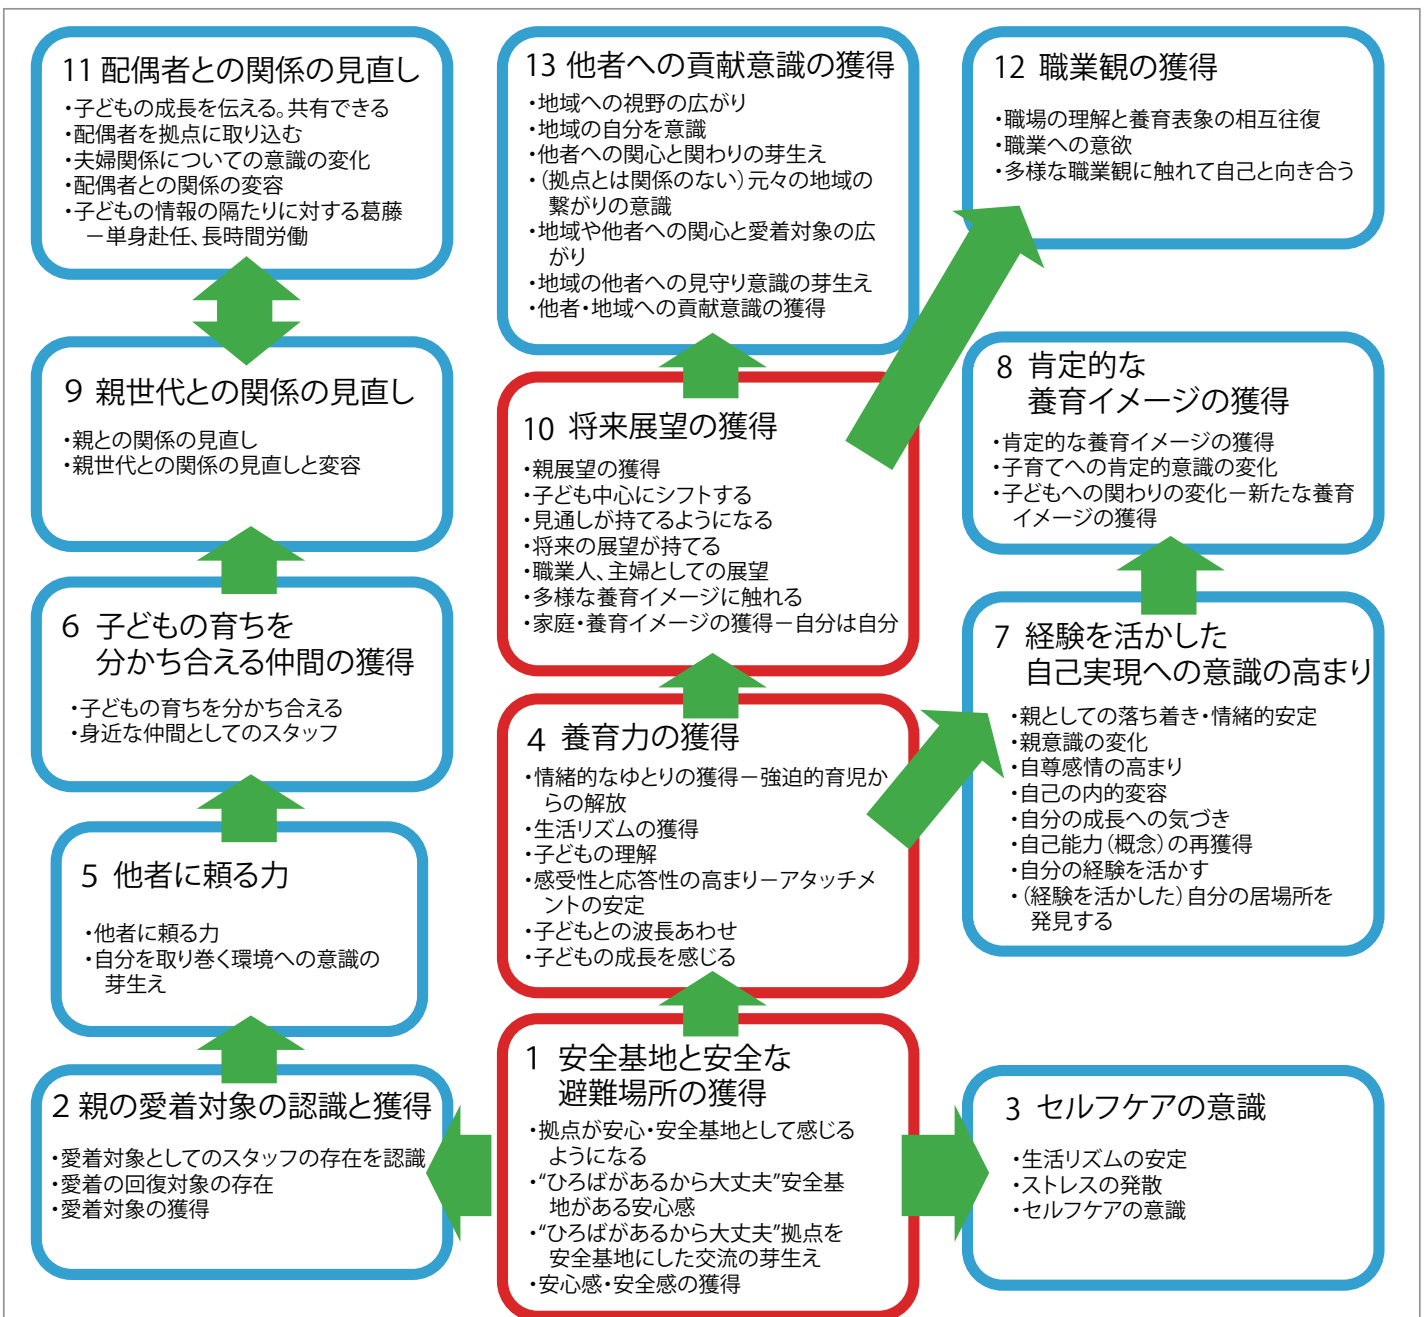 11 配偶者との関係の見直し
・子どもの成長を伝える。共有できる
・配偶者を拠点に取り込む
・夫婦関係についての意識の変化
・配偶者との関係の変容
・子どもの情報の隔たりに対する葛藤
－単身赴任、長時間労働
13 他者への貢献意識の獲得
・地域への視野の広がり
・地域の自分を意識
・他者への関心と関わりの芽生え
・（拠点とは関係のない）元々の地域の
繋がりの意識
・地域や他者への関心と愛着対象の広
がり
・地域の他者への見守り意識の芽生え
・他者・地域への貢献意識の獲得
12 職業観の獲得
・職場の理解と養育表象の相互往復
・職業への意欲
・多様な職業観に触れて自己と向き合う
9 親世代との関係の見直し
・親との関係の見直し
・親世代との関係の見直しと変容
10 将来展望の獲得
・親展望の獲得
・子ども中心にシフトする
・見通しが持てるようになる
・将来の展望が持てる
・職業人、主婦としての展望
・多様な養育イメージに触れる
・家庭・養育イメージの獲得－自分は自分
8 肯定的な
養育イメージの獲得
・肯定的な養育イメージの獲得
・子育てへの肯定的意識の変化
・子どもへの関わりの変化－新たな養育
イメージの獲得
6 子どもの育ちを
分かち合える仲間の獲得
・子どもの育ちを分かち合える
・身近な仲間としてのスタッフ
4 養育力の獲得
・情緒的なゆとりの獲得－強迫的育児か
らの解放
・生活リズムの獲得
・子どもの理解
・感受性と応答性の高まり－アタッチメ
ントの安定
・子どもとの波長あわせ
・子どもの成長を感じる
7 経験を活かした
自己実現への意識の高まり
・親としての落ち着き・情緒的安定
・親意識の変化
・自尊感情の高まり
・自己の内的変容
・自分の成長への気づき
・自己能力（概念）の再獲得
・自分の経験を活かす
・（経験を活かした）自分の居場所を
発見する
5 他者に頼る力
・他者に頼る力
・自分を取り巻く環境への意識の
芽生え
2 親の愛着対象の認識と獲得
・愛着対象としてのスタッフの存在を認識
・愛着の回復対象の存在
・愛着対象の獲得
1 安全基地と安全な
避難場所の獲得
・拠点が安心・安全基地として感じる
ようになる
・“ひろばがあるから大丈夫”安全基
地がある安心感
・“ひろばがあるから大丈夫”拠点を
安全基地にした交流の芽生え
・安心感・安全感の獲得
3 セルフケアの意識
・生活リズムの安定
・ストレスの発散
・セルフケアの意識